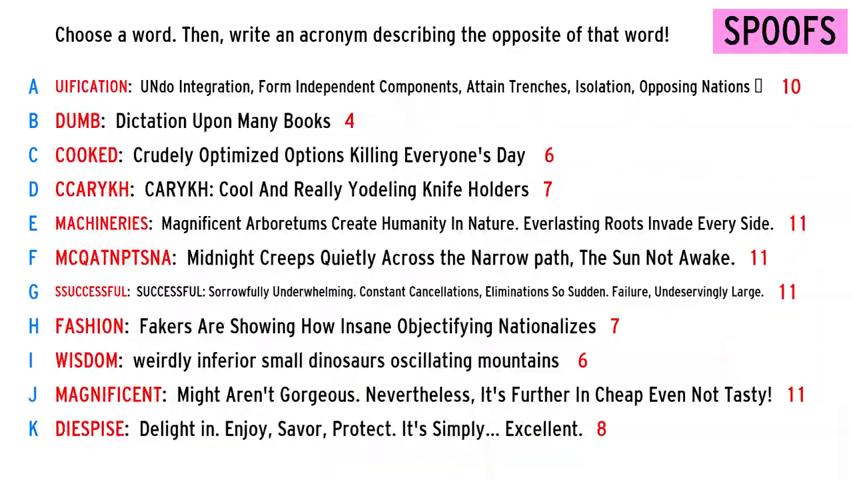 Choose a word. Then, write an acronym describing the opposite of that word!
SPOOFS
A UIFICATION: UNdo Integration, Form Independent Components, Attain Trenches, Isolation, Opposing Nations 10
B DUMB: Dictation Upon Many Books 4
C COOKED: Crudely Optimized Options Killing Everyone's Day 6
D CCARYKH: CARYKH: Cool And Really Yodeling Knife Holders 7
E MACHINERIES: Magnificent Arboretums Create Humanity In Nature. Everlasting Roots Invade Every Side. 11
F MCQATNPTSNA: Midnight Creeps Quietly Across the Narrow path, The Sun Not Awake. 11
G SSUCCESSFUL: SUCCESSFUL: Sorrowfully Underwhelming. Constant Cancellations, Eliminations So Sudden. Failure, Undeservingly Large. 11
H FASHION: Fakers Are Showing How Insane Objectifying Nationalizes 7
I WISDOM: weirdly inferior small dinosaurs oscillating mountains 6
J MAGNIFICENT: Might Aren't Gorgeous. Nevertheless, It's Further In Cheap Even Not Tasty! 11
K DIESPISE: Delight in. Enjoy, Savor, Protect. It's Simply... Excellent. 8